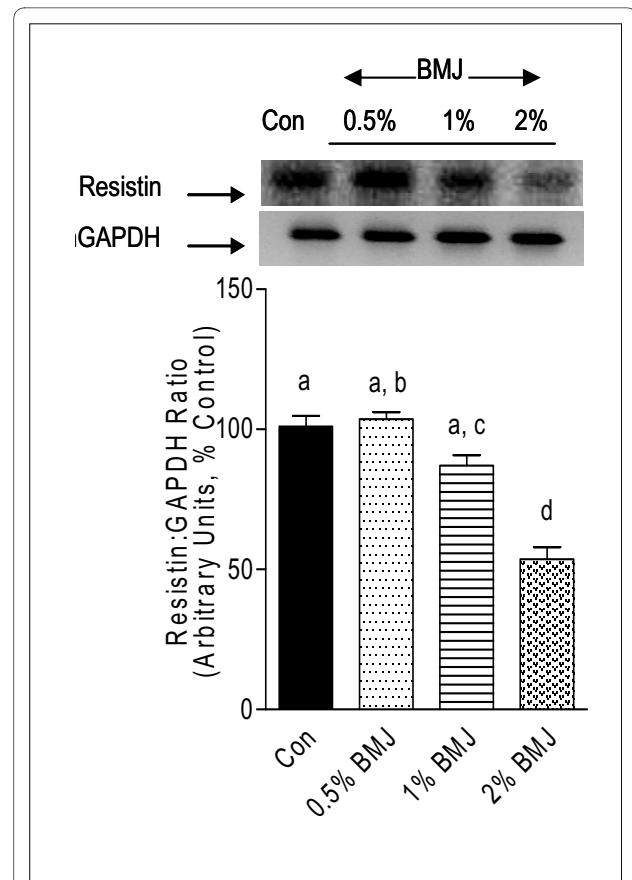 BMJ
Con 0.5% 1% 2%
Resistin
GAPDH
150
100
50
0
Resistin:GAPDH Ratio
(Arbitrary Units, % Control)
a
a, b
a, c
d
Con
0.5% BMJ
1% BMJ
2% BMJ